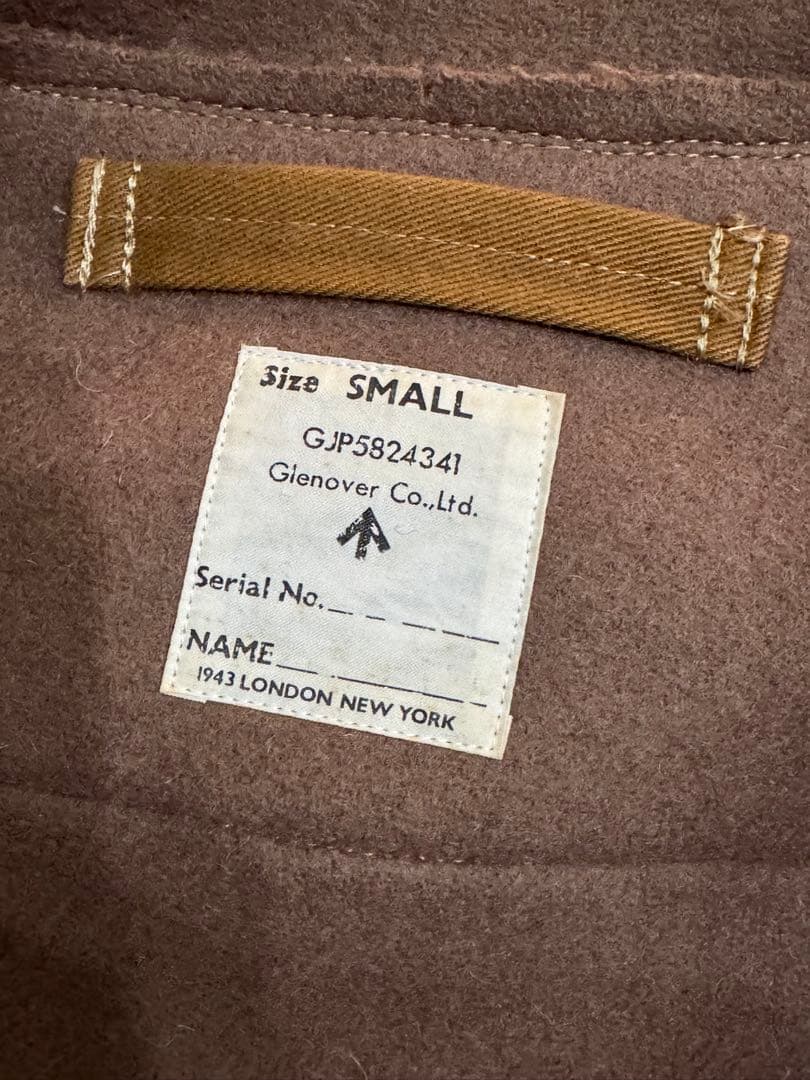 Size SMALL
GJP5824341
Glenover Co.,Ltd.
Serial No.
NAME
1943 LONDON NEW YORK